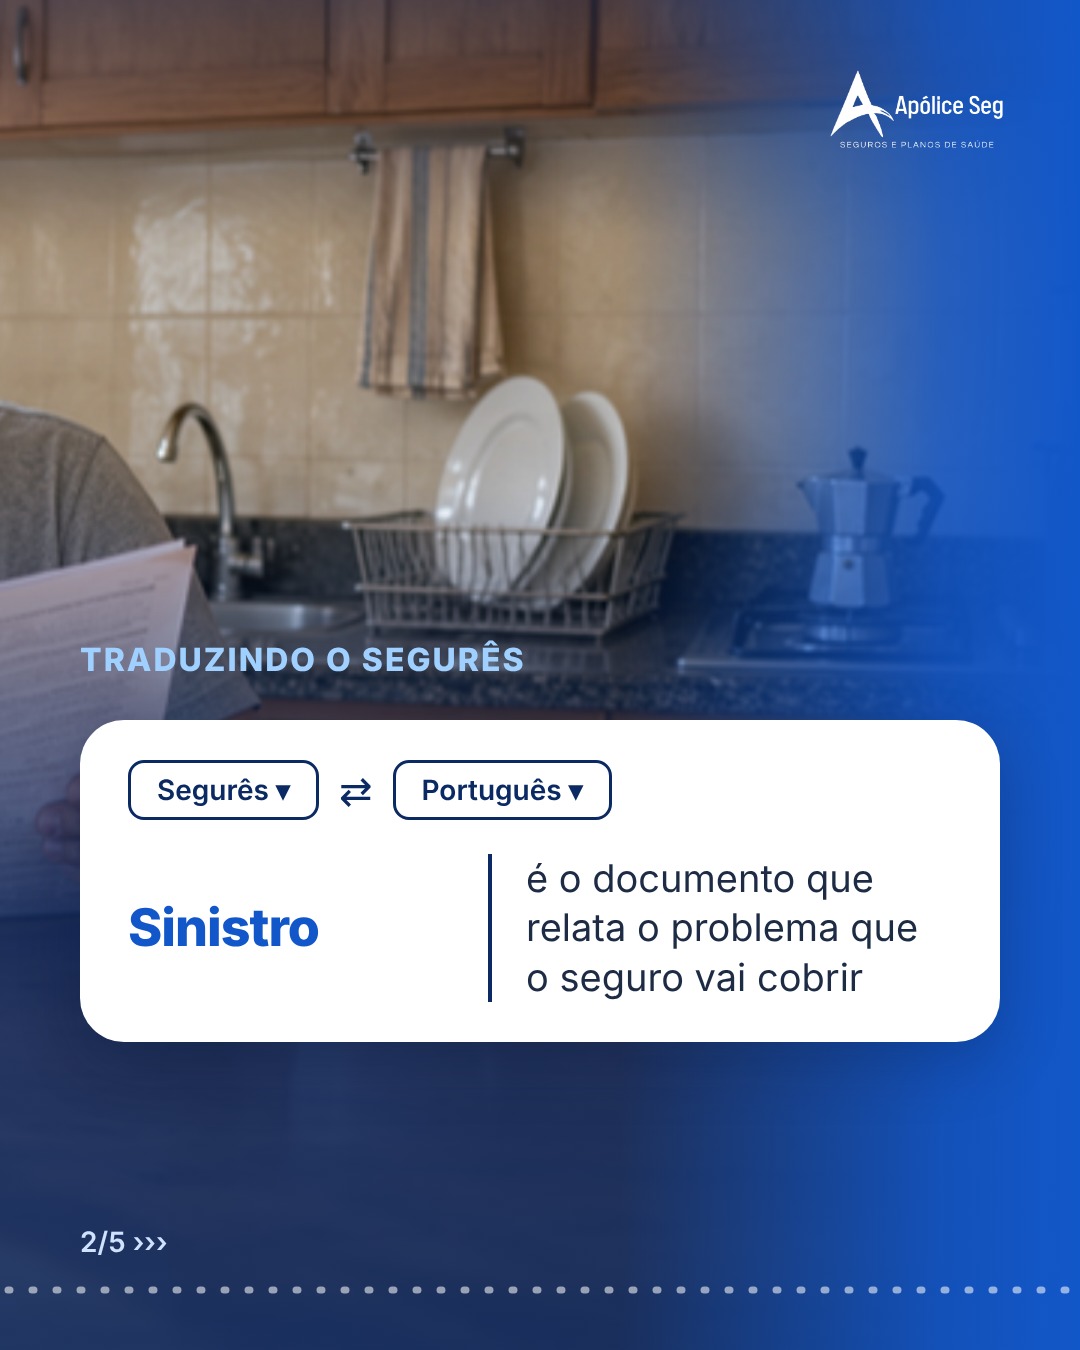 Apólice Seg
SEGUROS E PLANOS DE SAÚDE
TRADUZINDO O SEGURÊS
Segurês ▾ ⇄ Português ▾
Sinistro
é o documento que
relata o problema que
o seguro vai cobrir
2/5 ›››